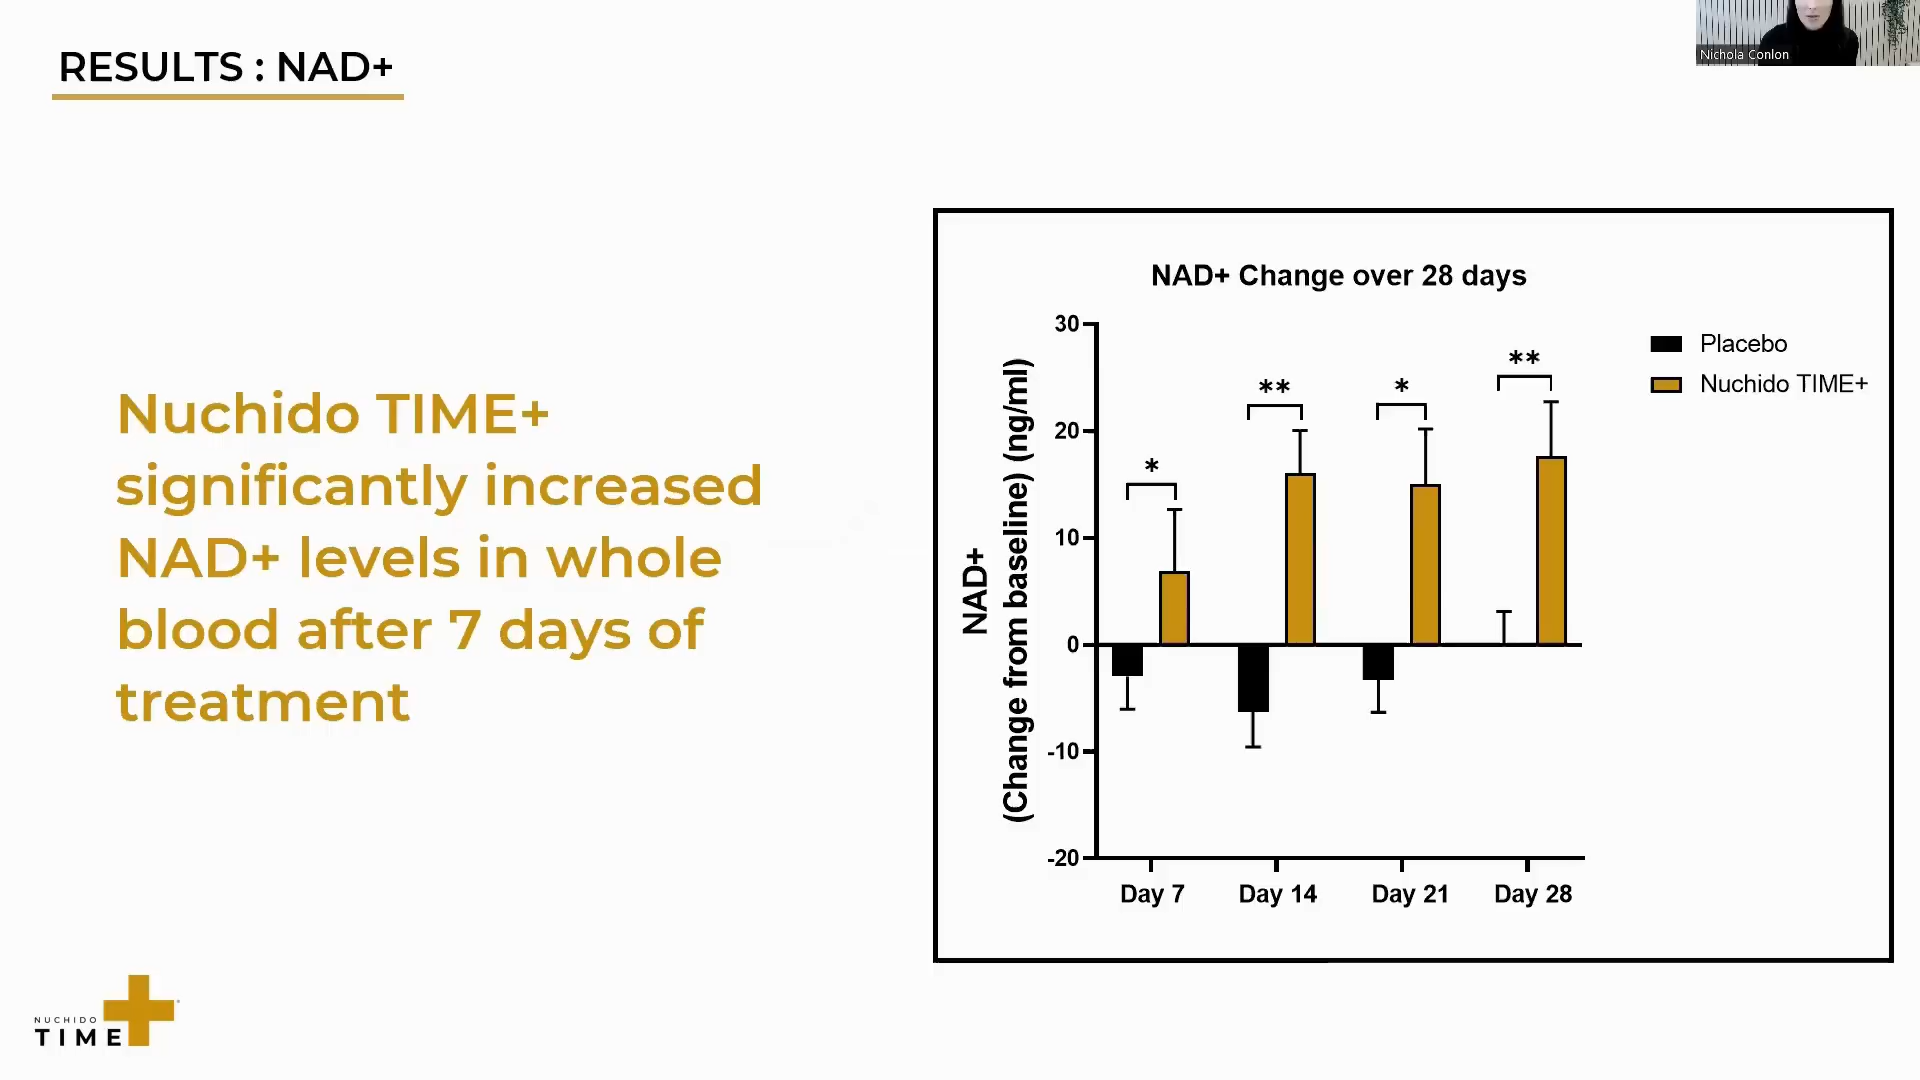 RESULTS : NAD+
Nichola Conlon
Nuchido TIME+
significantly increased
NAD+ levels in whole
blood after 7 days of
treatment
NAD+ Change over 28 days
NAD+
(Change from baseline) (ng/ml)
30
20
10
0
-10
-20
*
**
*
**
Day 7
Day 14
Day 21
Day 28
Placebo
Nuchido TIME+
NUCHIDO
TIME